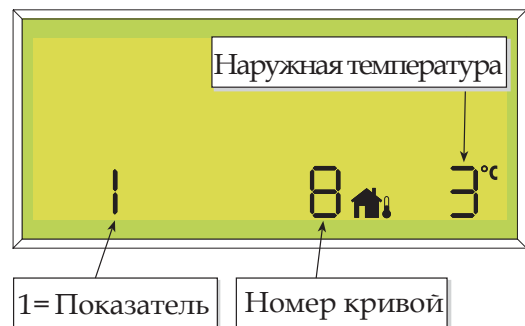 Наружная температура
1 8 3°C
1= Показатель
Номер кривой